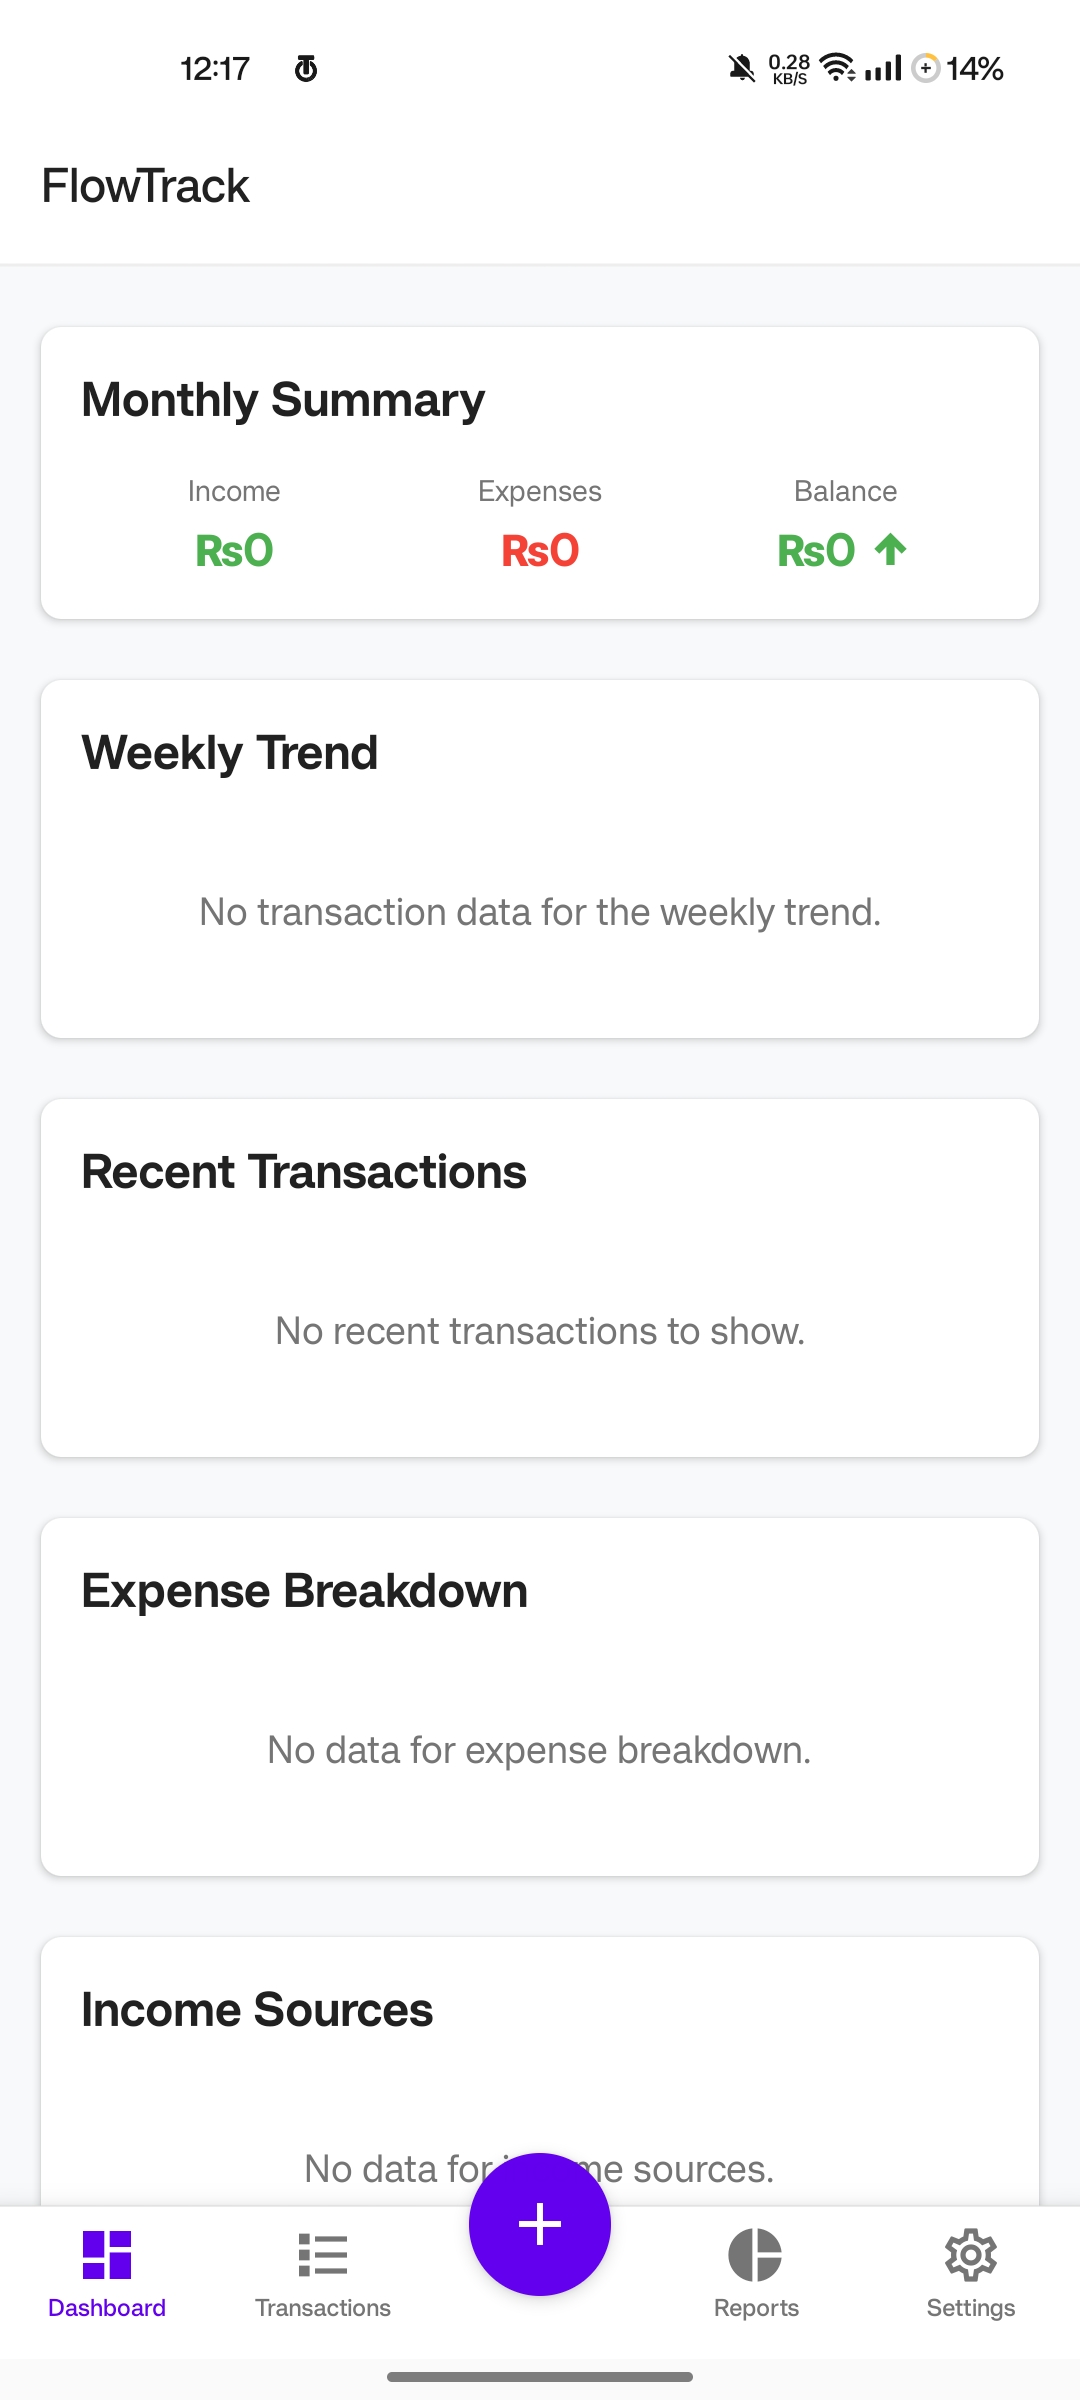 12:17
0.28 KB/S
14%
FlowTrack
Monthly Summary
Income Expenses Balance
Rs0 Rs0 Rs0
Weekly Trend
No transaction data for the weekly trend.
Recent Transactions
No recent transactions to show.
Expense Breakdown
No data for expense breakdown.
Income Sources
No data for me sources.
Dashboard Transactions Reports Settings